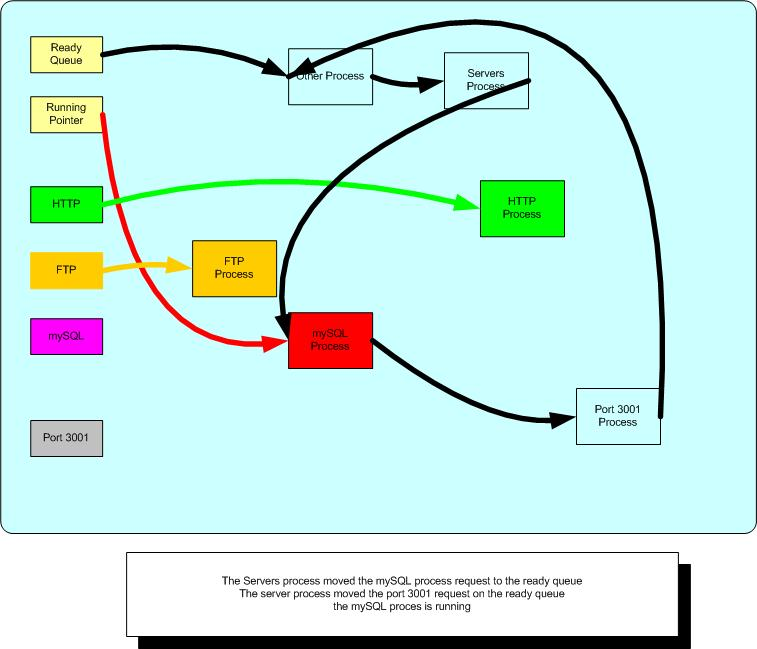 Ready
Queue
Other Process
Servers
Process
Running
Pointer
HTTP
HTTP
Process
FTP
FTP
Process
mySQL
mySQL
Process
Port 3001
Port 3001
Process
The Servers process moved the mySQL process request to the ready queue
The server process moved the port 3001 request on the ready queue
the mySQL proces is running